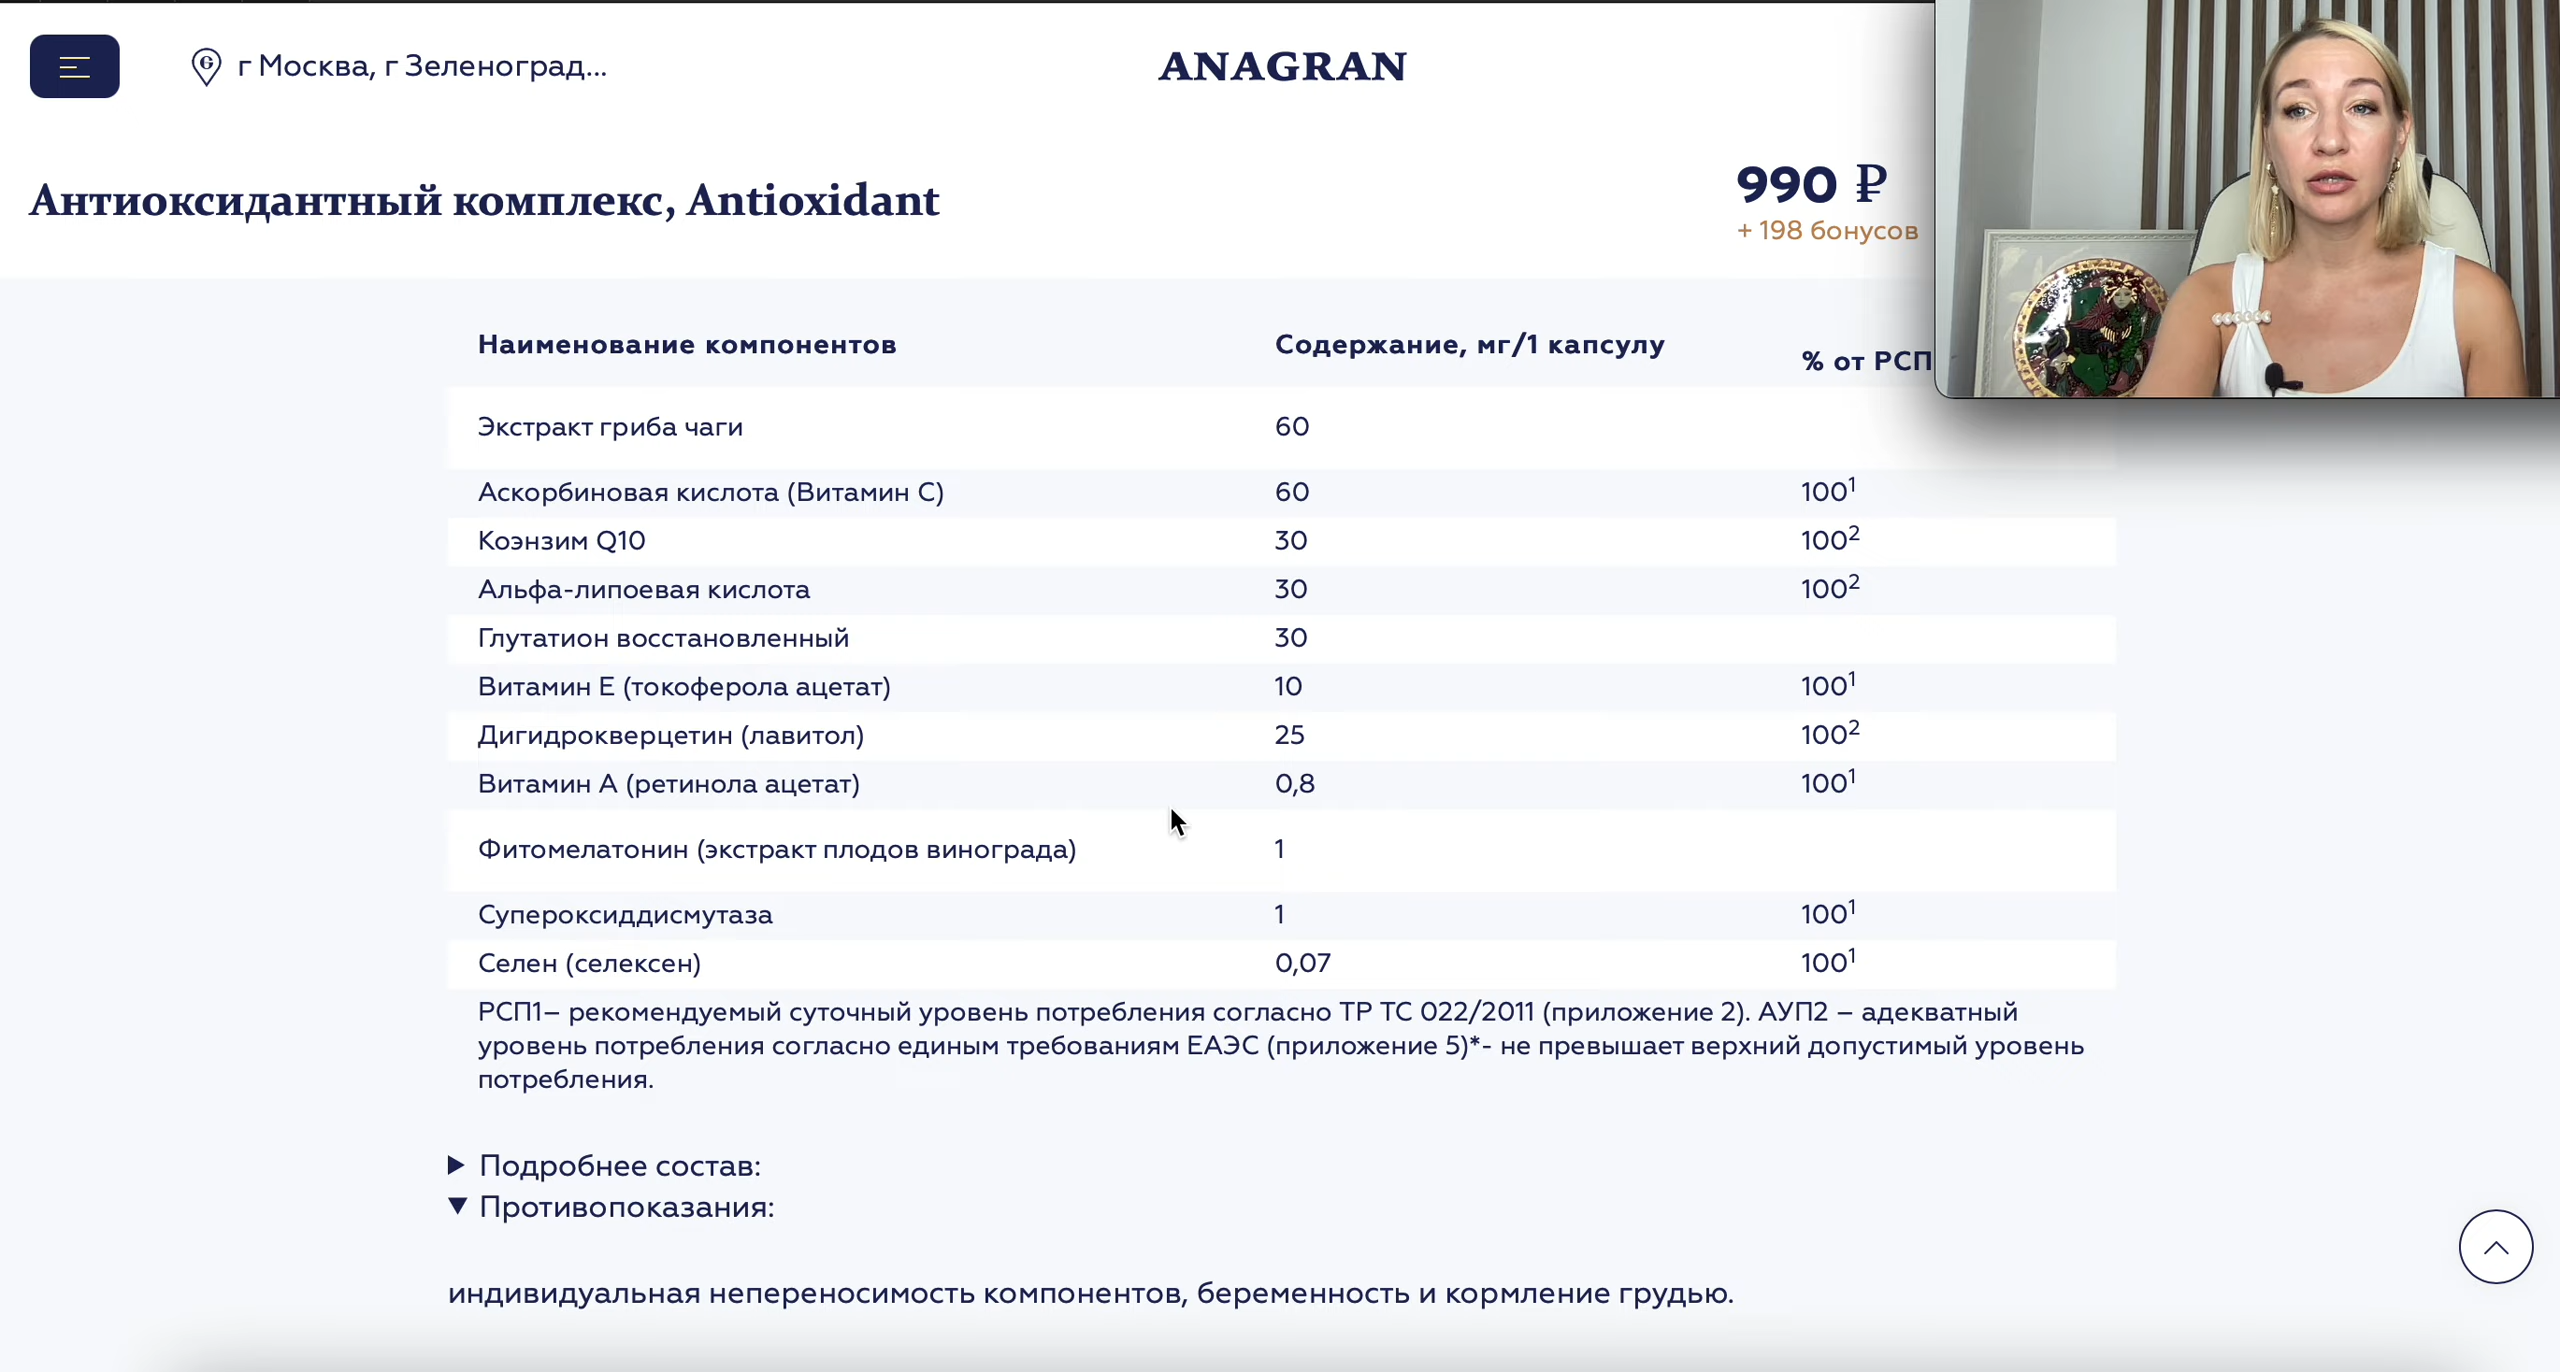 г Москва, г Зеленоград...
ANAGRAN
Антиоксидантный комплекс, Antioxidant
990 ₽
+ 198 бонусов
Наименование компонентов Содержание, мг/1 капсулу % от РСП
Экстракт гриба чаги 60
Аскорбиновая кислота (Витамин С) 60 100¹
Коэнзим Q10 30 100²
Альфа-липоевая кислота 30 100²
Глутатион восстановленный 30
Витамин Е (токоферола ацетат) 10 100¹
Дигидрокверцетин (лавитол) 25 100²
Витамин А (ретинола ацетат) 0,8 100¹
Фитомелатонин (экстракт плодов винограда) 1
Супероксиддисмутаза 1 100¹
Селен (селексен) 0,07 100¹
РСП1– рекомендуемый суточный уровень потребления согласно ТР ТС 022/2011 (приложение 2). АУП2 – адекватный
уровень потребления согласно единым требованиям ЕАЭС (приложение 5)*- не превышает верхний допустимый уровень
потребления.
Подробнее состав:
Противопоказания:
индивидуальная непереносимость компонентов, беременность и кормление грудью.